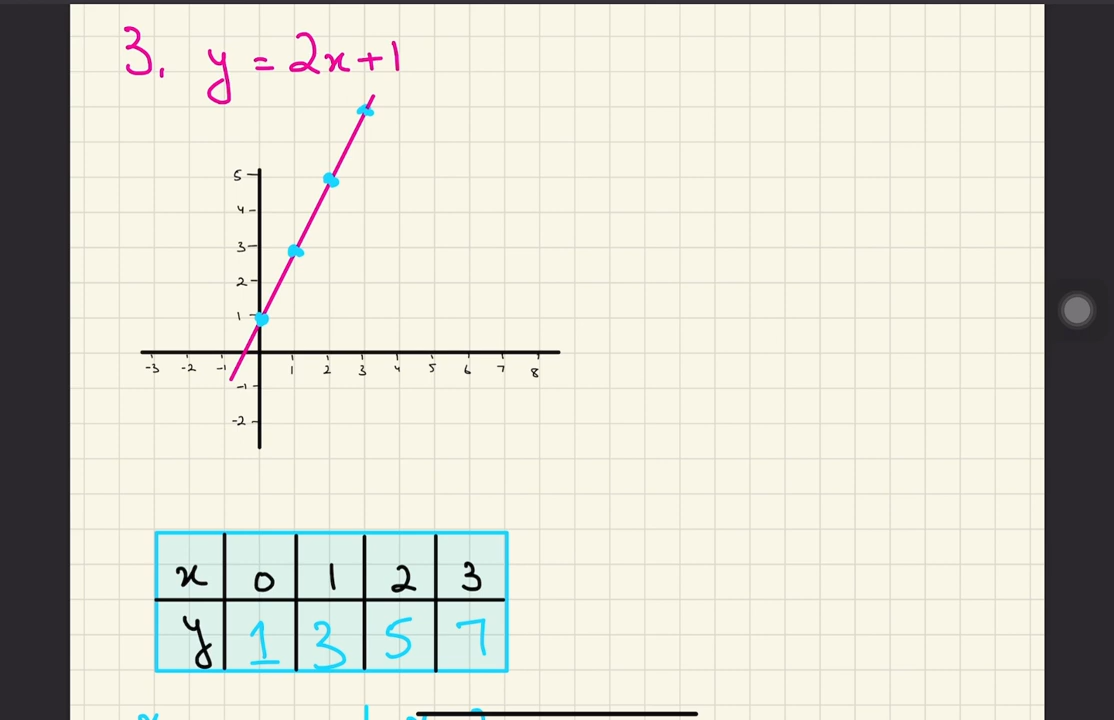 3. y = 2x+1
5
4
3
2
1
-3 -2 -1 1 2 3 4 5 6 7 8
-1
-2
x 0 1 2 3
y 1 3 5 7